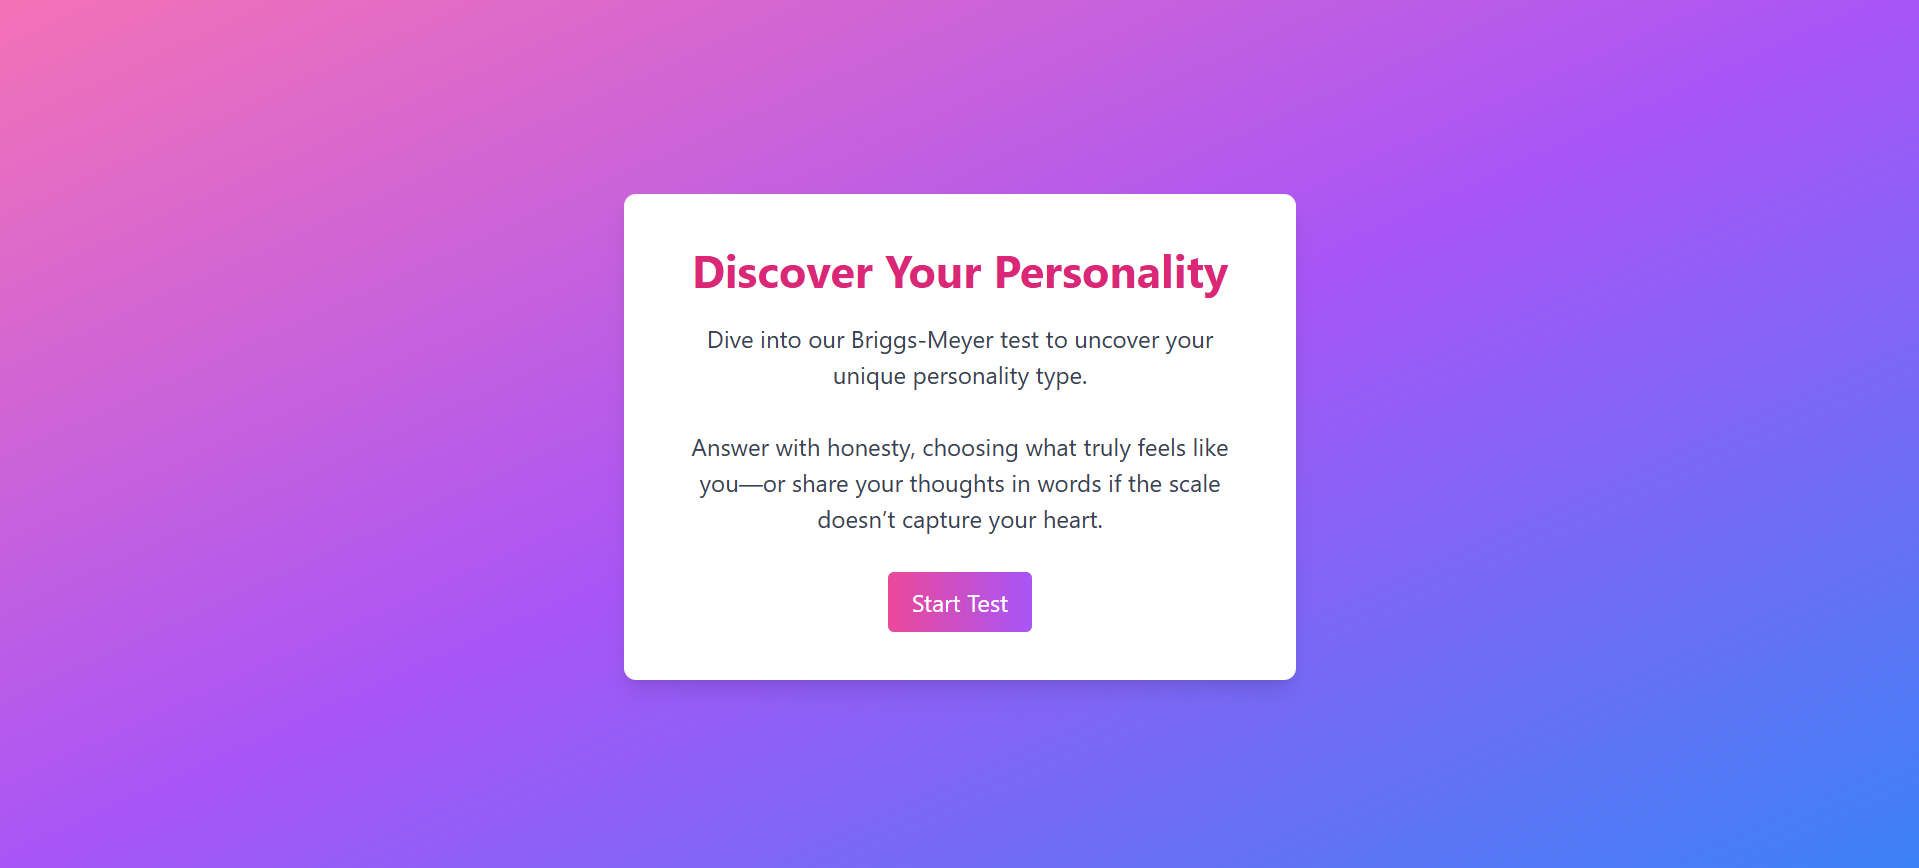 Discover Your Personality
Dive into our Briggs-Meyer test to uncover your
unique personality type.
Answer with honesty, choosing what truly feels like
you—or share your thoughts in words if the scale
doesn’t capture your heart.
Start Test